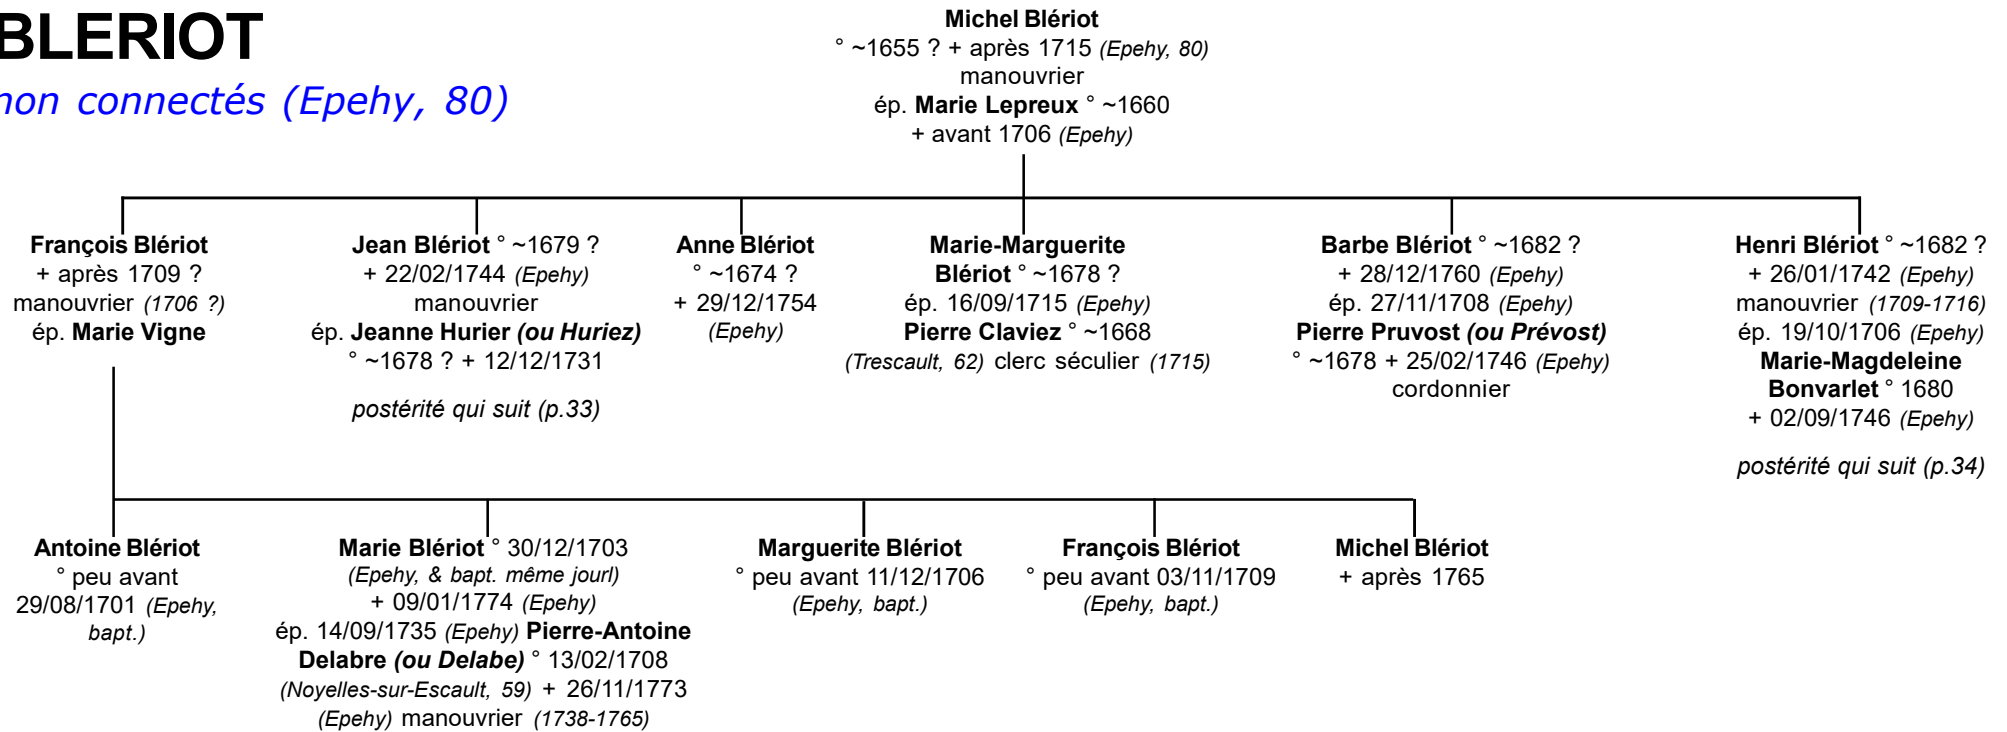 BLERIOT
non connectés (Epehy, 80)
Michel Blériot
° ~1655 ? + après 1715 (Epehy, 80)
manouvrier
ép. Marie Lepreux ° ~1660
+ avant 1706 (Epehy)
François Blériot
+ après 1709 ?
manouvrier (1706 ?)
ép. Marie Vigne
Jean Blériot ° ~1679 ?
+ 22/02/1744 (Epehy)
manouvrier
ép. Jeanne Hurier (ou Huriez)
° ~1678 ? + 12/12/1731
postérité qui suit (p.33)
Anne Blériot
° ~1674 ?
+ 29/12/1754
(Epehy)
Marie-Marguerite
Blériot ° ~1678 ?
ép. 16/09/1715 (Epehy)
Pierre Claviez ° ~1668
(Trescault, 62) clerc séculier (1715)
Barbe Blériot ° ~1682 ?
+ 28/12/1760 (Epehy)
ép. 27/11/1708 (Epehy)
Pierre Pruvost (ou Prévost)
° ~1678 + 25/02/1746 (Epehy)
cordonnier
Henri Blériot ° ~1682 ?
+ 26/01/1742 (Epehy)
manouvrier (1709-1716)
ép. 19/10/1706 (Epehy)
Marie-Magdeleine
Bonvarlet ° 1680
+ 02/09/1746 (Epehy)
postérité qui suit (p.34)
Antoine Blériot
° peu avant
29/08/1701 (Epehy,
bapt.)
Marie Blériot ° 30/12/1703
(Epehy, & bapt. même jourl)
+ 09/01/1774 (Epehy)
ép. 14/09/1735 (Epehy) Pierre-Antoine
Delabre (ou Delabe) ° 13/02/1708
(Noyelles-sur-Escault, 59) + 26/11/1773
(Epehy) manouvrier (1738-1765)
Marguerite Blériot
° peu avant 11/12/1706
(Epehy, bapt.)
François Blériot
° peu avant 03/11/1709
(Epehy, bapt.)
Michel Blériot
+ après 1765